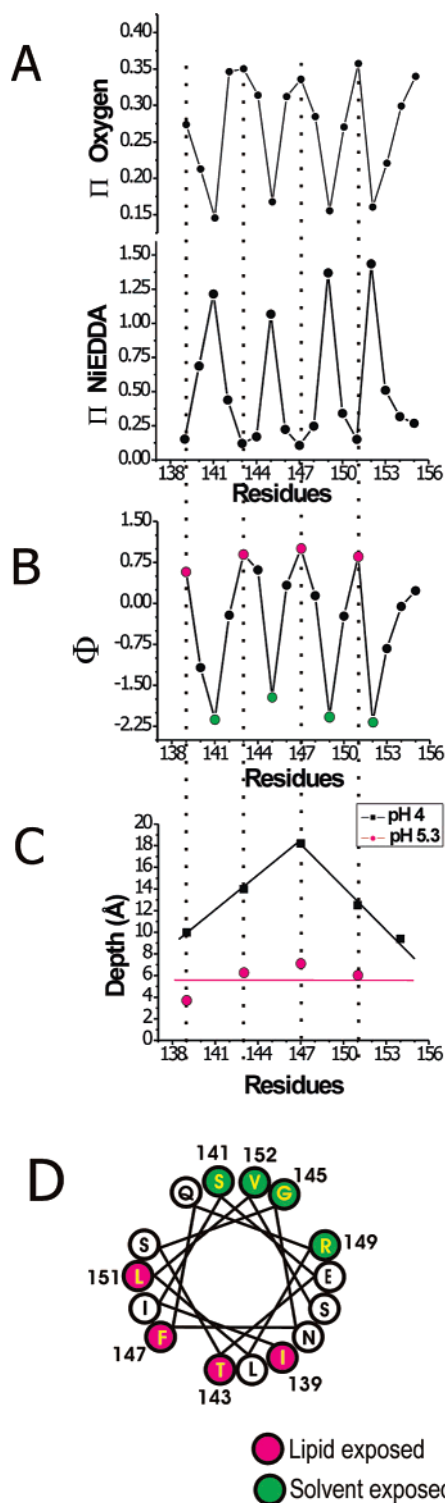 A
Π Oxygen
0.40
0.35
0.30
0.25
0.20
0.15
Π NiEDDA
1.50
1.25
1.00
0.75
0.50
0.25
0.00
138 141 144 147 150 153 156
Residues
B
Φ
1.50
0.75
0.00
-0.75
-1.50
-2.25
138 141 144 147 150 153 156
Residues
C
pH 4
pH 5.3
Depth (Å)
20
18
16
14
12
10
8
6
4
2
0
138 141 144 147 150 153 156
Residues
D
141 152 145
Q S V G
149
S R
151 L E
I S
147 F N
143 T L I 139
Lipid exposed
Solvent exposed